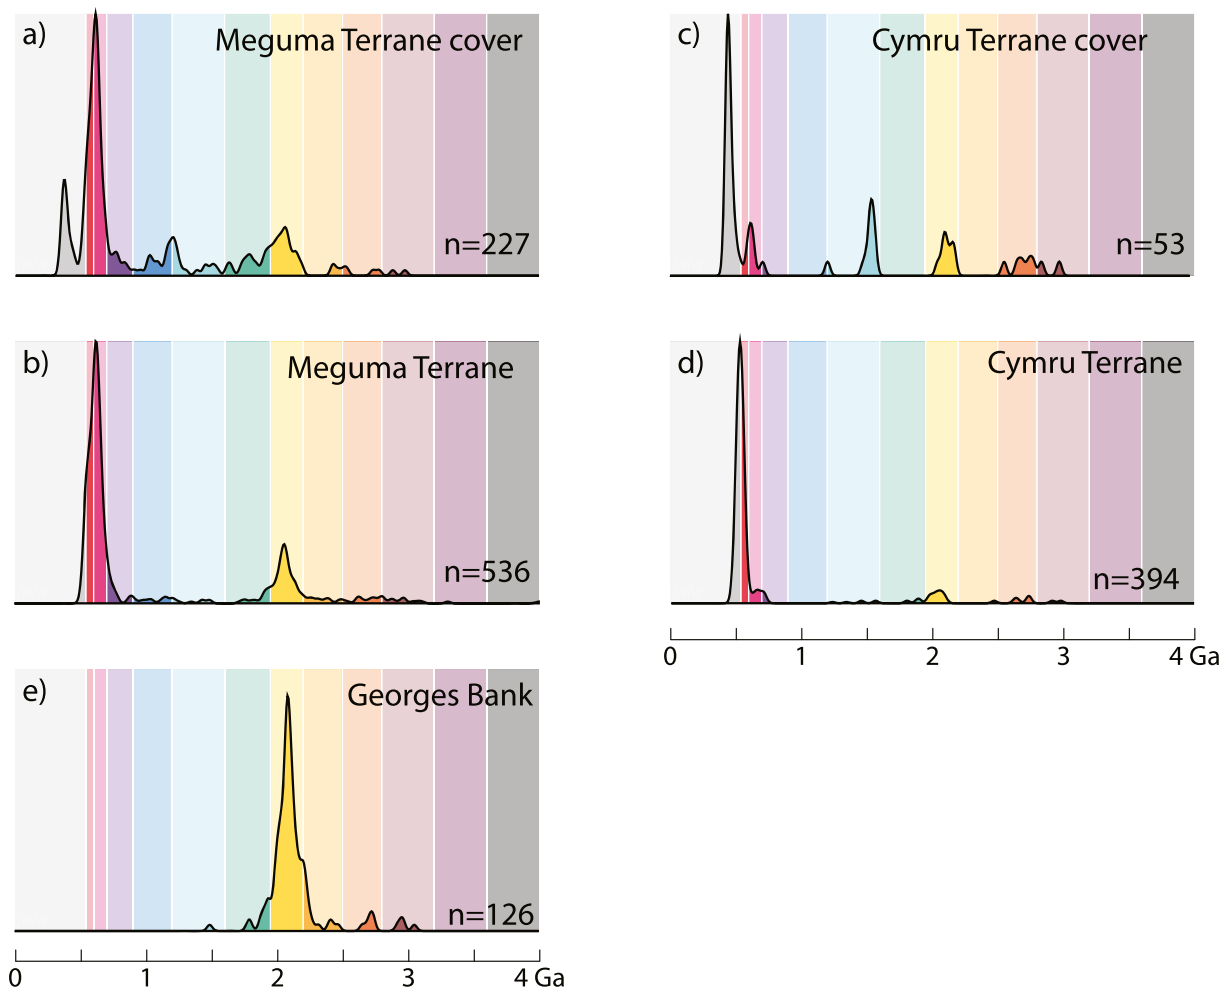 a)
Meguma Terrane cover
n=227
c)
Cymru Terrane cover
n=53
b)
Meguma Terrane
n=536
d)
Cymru Terrane
n=394
0 1 2 3 4 Ga
e)
Georges Bank
n=126
0 1 2 3 4 Ga